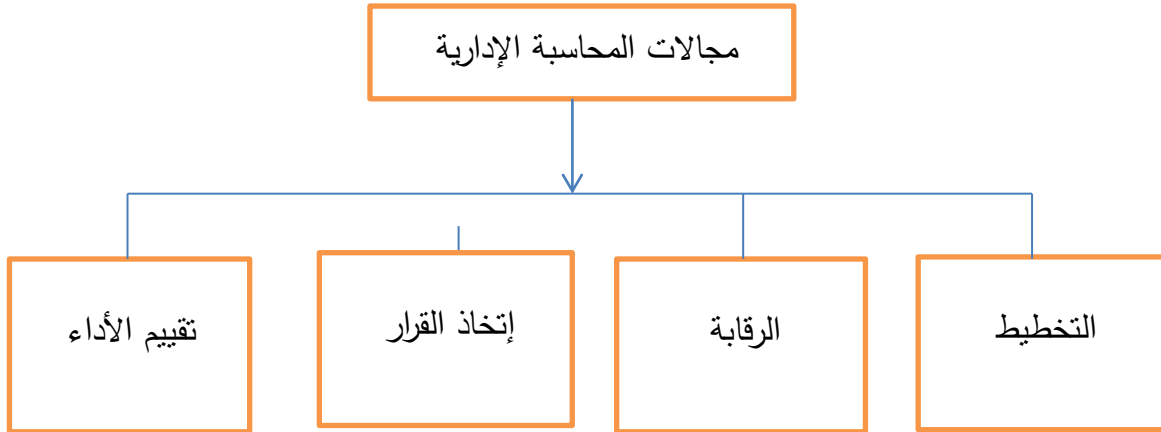 مجالات المحاسبة الإدارية
التخطيط
الرقابة
إتخاذ القرار
تقييم الأداء